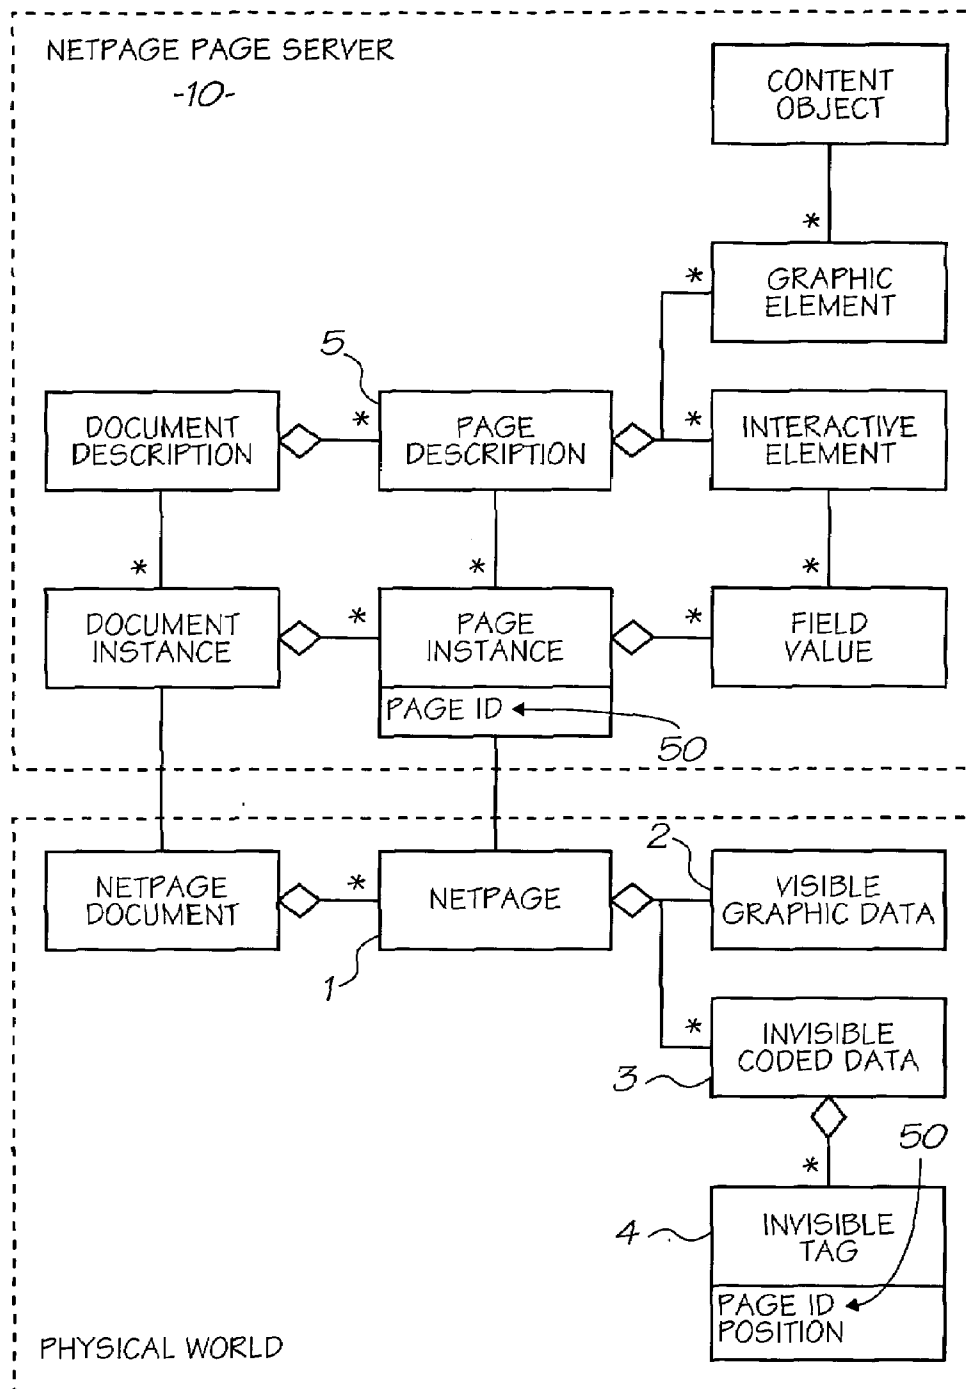 NETPAGE PAGE SERVER
-10-
CONTENT
OBJECT
*
GRAPHIC
ELEMENT
*
5
DOCUMENT
DESCRIPTION
*
PAGE
DESCRIPTION
*
INTERACTIVE
ELEMENT
*
*
*
DOCUMENT
INSTANCE
*
PAGE
INSTANCE
*
FIELD
VALUE
PAGE ID
50
NETPAGE
DOCUMENT
*
NETPAGE
1
2
VISIBLE
GRAPHIC DATA
*
INVISIBLE
CODED DATA
3
50
*
4
INVISIBLE
TAG
PAGE ID
POSITION
PHYSICAL WORLD